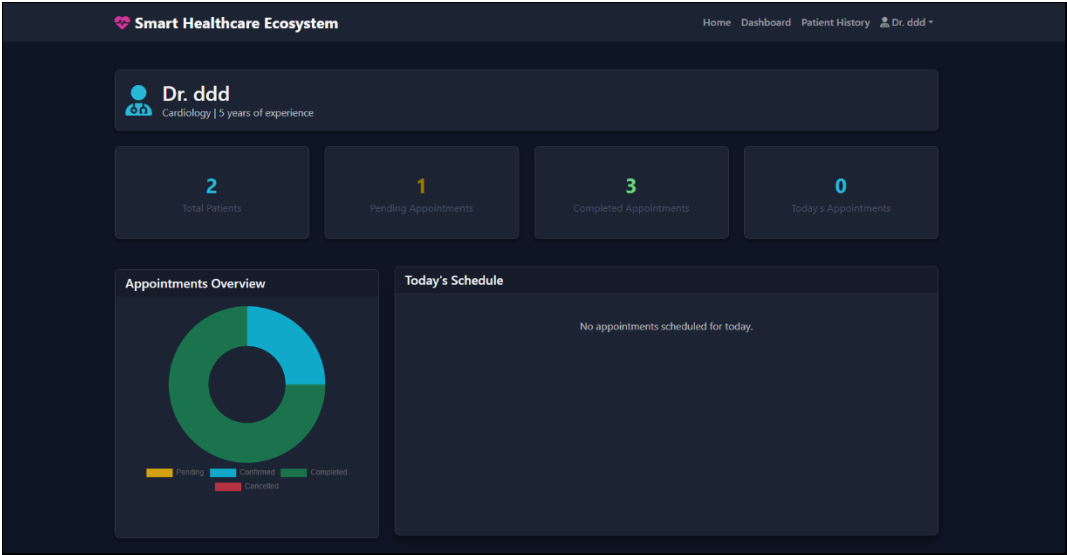 Smart Healthcare Ecosystem
Home Dashboard Patient History Dr. ddd
Dr. ddd
Cardiology | 5 years of experience
2
Total Patients
1
Pending Appointments
3
Completed Appointments
0
Today's Appointments
Appointments Overview
Pending Confirmed Completed
Cancelled
Today's Schedule
No appointments scheduled for today.